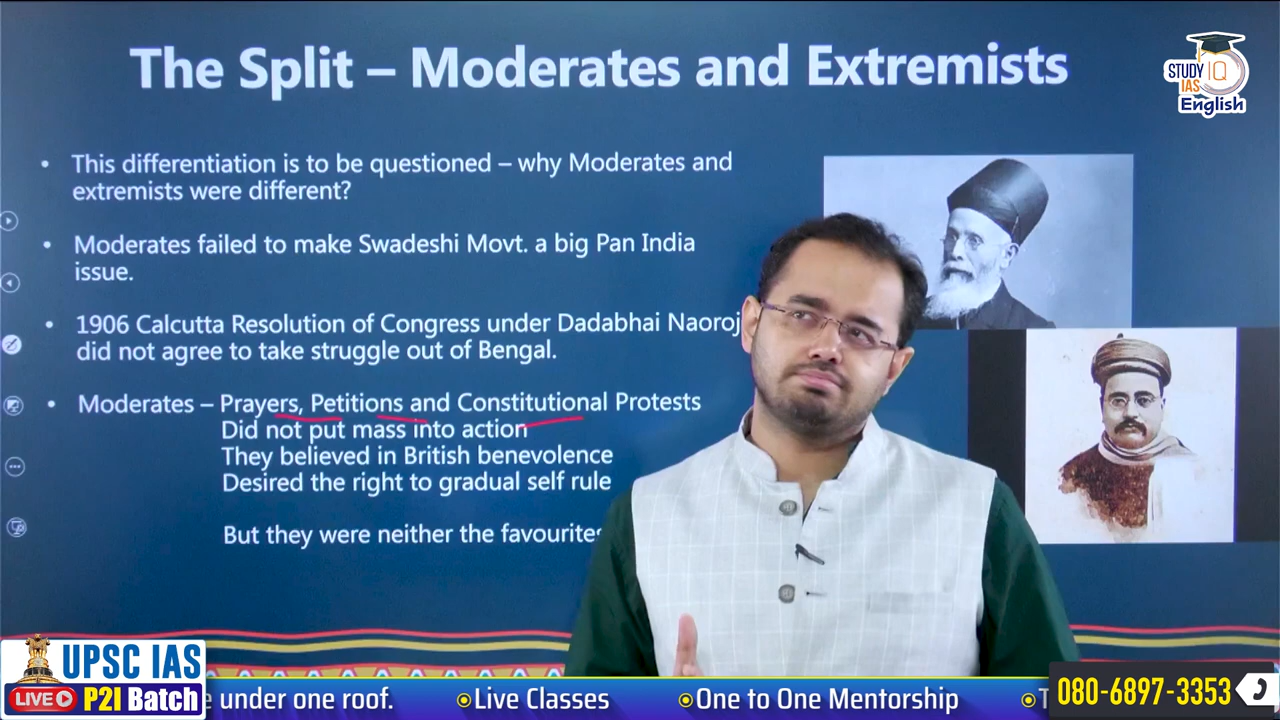 The Split – Moderates and Extremists
STUDY IQ
IAS
English
• This differentiation is to be questioned – why Moderates and
extremists were different?
• Moderates failed to make Swadeshi Movt. a big Pan India
issue.
• 1906 Calcutta Resolution of Congress under Dadabhai Naoroj
did not agree to take struggle out of Bengal.
• Moderates – Prayers, Petitions and Constitutional Protests
Did not put mass into action
They believed in British benevolence
Desired the right to gradual self rule
But they were neither the favourites
UPSC IAS
LIVE P2I Batch
e under one roof. Live Classes One to One Mentorship T
080-6897-3353